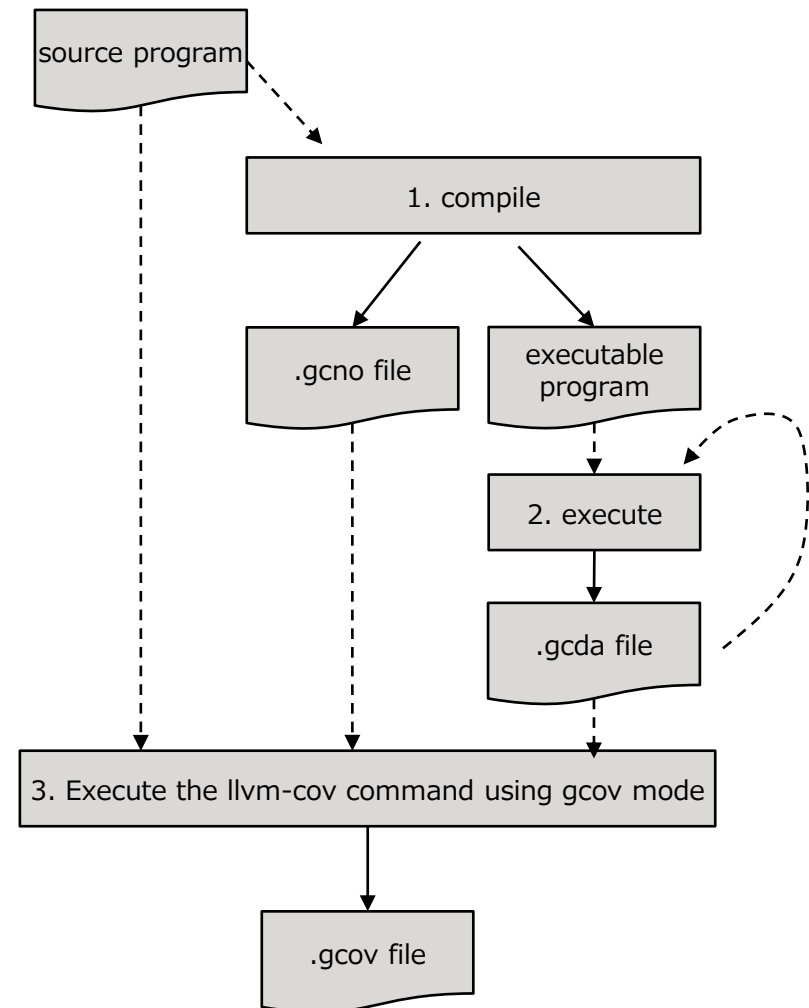 source program
1. compile
.gcno file
executable
program
2. execute
.gcda file
3. Execute the llvm-cov command using gcov mode
.gcov file